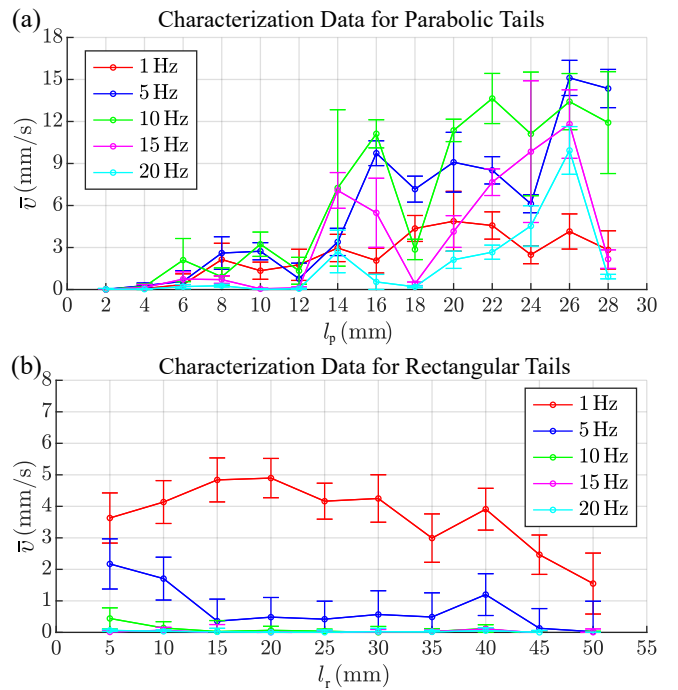 (a) Characterization Data for Parabolic Tails
18
15
12
9
6
3
0
v̅ (mm/s)
1 Hz
5 Hz
10 Hz
15 Hz
20 Hz
0 2 4 6 8 10 12 14 16 18 20 22 24 26 28 30
lₚ (mm)
(b) Characterization Data for Rectangular Tails
8
7
6
5
4
3
2
1
0
v̅ (mm/s)
1 Hz
5 Hz
10 Hz
15 Hz
20 Hz
0 5 10 15 20 25 30 35 40 45 50 55
lᵣ (mm)